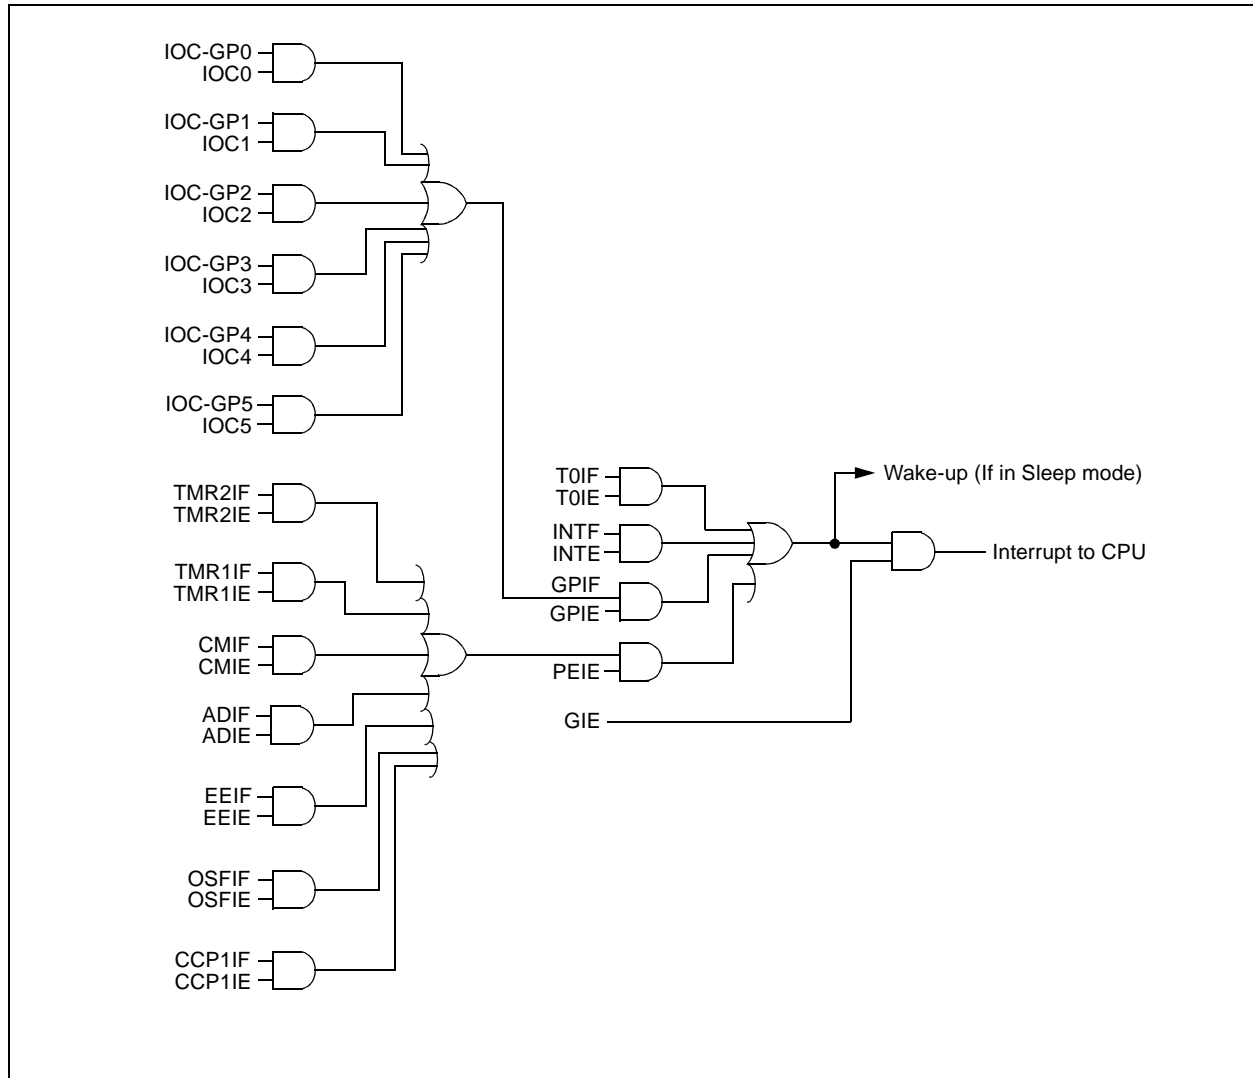 IOC-GP0
IOC0
IOC-GP1
IOC1
IOC-GP2
IOC2
IOC-GP3
IOC3
IOC-GP4
IOC4
IOC-GP5
IOC5
TMR2IF
TMR2IE
TMR1IF
TMR1IE
CMIF
CMIE
ADIF
ADIE
EEIF
EEIE
OSFIF
OSFIE
CCP1IF
CCP1IE
T0IF
T0IE
INTF
INTE
GPIF
GPIE
PEIE
GIE
Wake-up (If in Sleep mode)
Interrupt to CPU